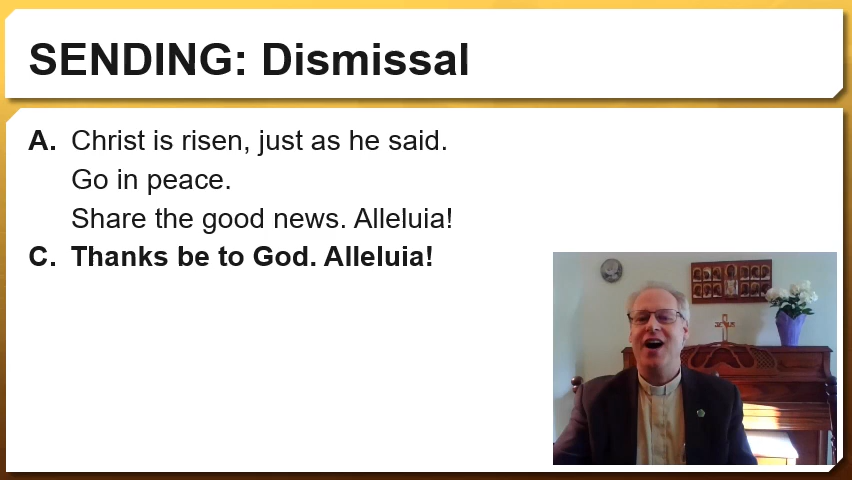 SENDING: Dismissal
A. Christ is risen, just as he said.
Go in peace.
Share the good news. Alleluia!
C. Thanks be to God. Alleluia!